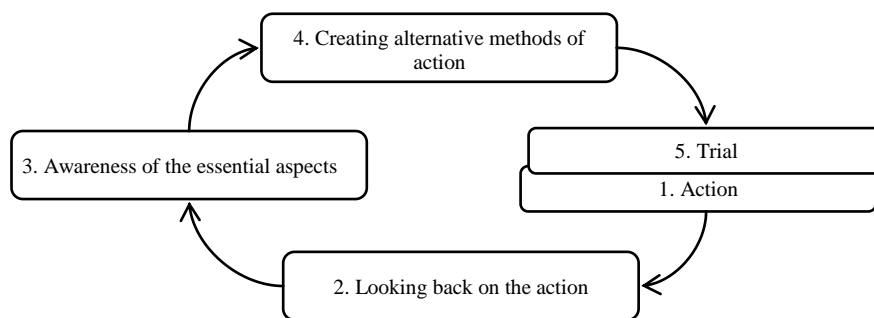 4. Creating alternative methods of
action
5. Trial
3. Awareness of the essential aspects
1. Action
2. Looking back on the action